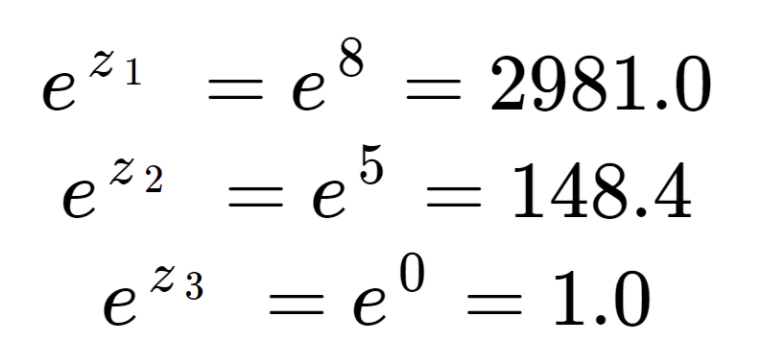 e^{z_1} = e^8 = 2981.0
e^{z_2} = e^5 = 148.4
e^{z_3} = e^0 = 1.0